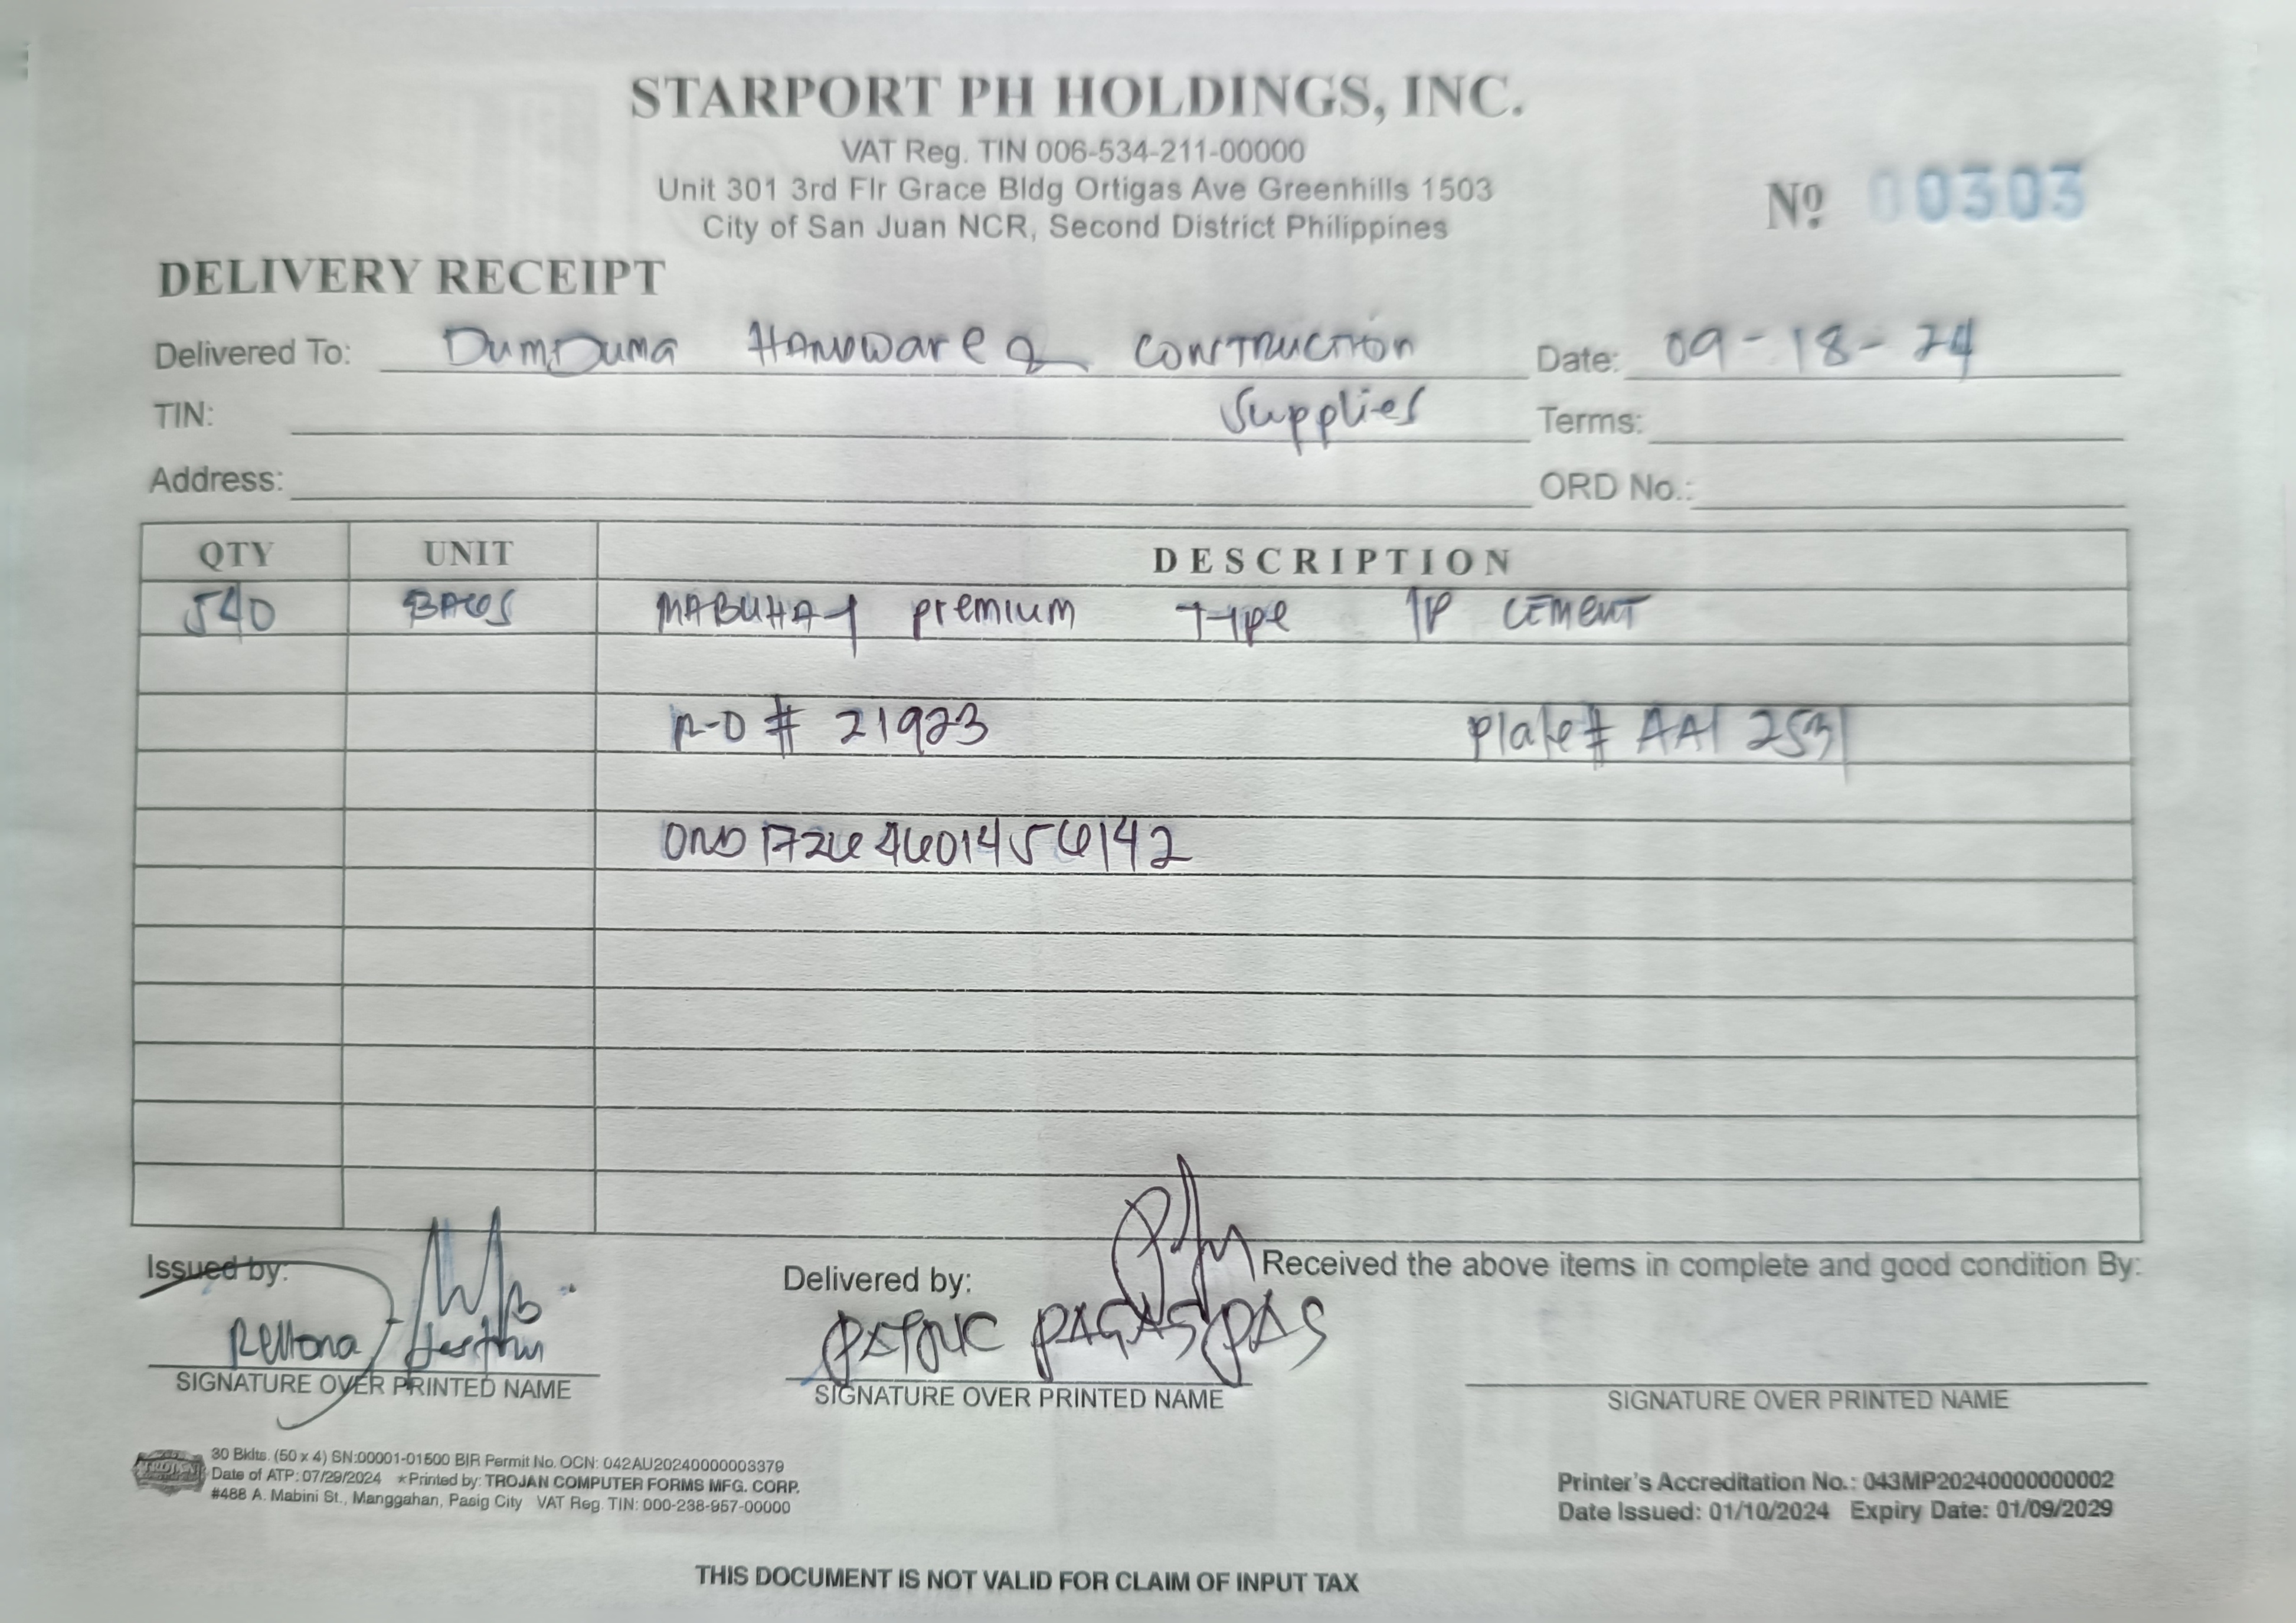 STARPORT PH HOLDINGS, INC.
VAT Reg. TIN 006-534-211-00000
Unit 301 3rd Flr Grace Bldg Ortigas Ave Greenhills 1503
City of San Juan NCR, Second District Philippines
Nº 00303
DELIVERY RECEIPT
Delivered To: DumDuma Hardware & Construction Date: 09-18-24
TIN: Supplies Terms:
Address: ORD No.:
QTY UNIT DESCRIPTION
540 BAGS MABUHAY premium Type 1P CEMENT
R-O # 21923 Plate# AAI 2531
ORD1726460145614​2
Issued by: Delivered by: Received the above items in complete and good condition By:
Rellona PAGASPAS
SIGNATURE OVER PRINTED NAME SIGNATURE OVER PRINTED NAME SIGNATURE OVER PRINTED NAME
30 Bklts. (50 x 4) SN:00001-01500 BIR Permit No. OCN: 042AU20240000003379
Date of ATP: 07/29/2024 *Printed by: TROJAN COMPUTER FORMS MFG. CORP.
#488 A. Mabini St., Manggahan, Pasig City VAT Reg. TIN: 000-238-957-00000
Printer's Accreditation No.: 043MP20240000000002
Date Issued: 01/10/2024 Expiry Date: 01/09/2029
THIS DOCUMENT IS NOT VALID FOR CLAIM OF INPUT TAX